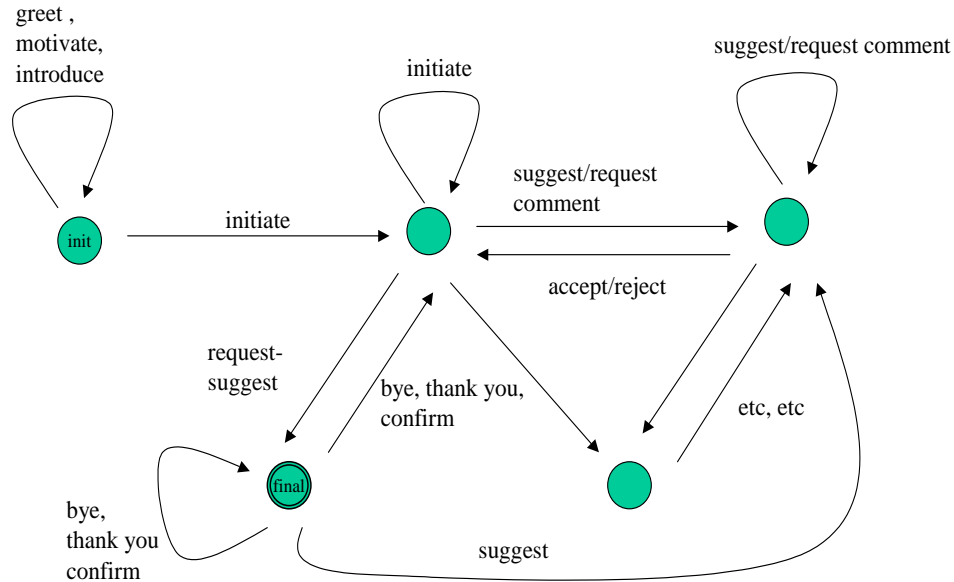 greet ,
motivate,
introduce
initiate
suggest/request comment
init
initiate
suggest/request
comment
accept/reject
request-
suggest
bye, thank you,
confirm
etc, etc
final
bye,
thank you
confirm
suggest